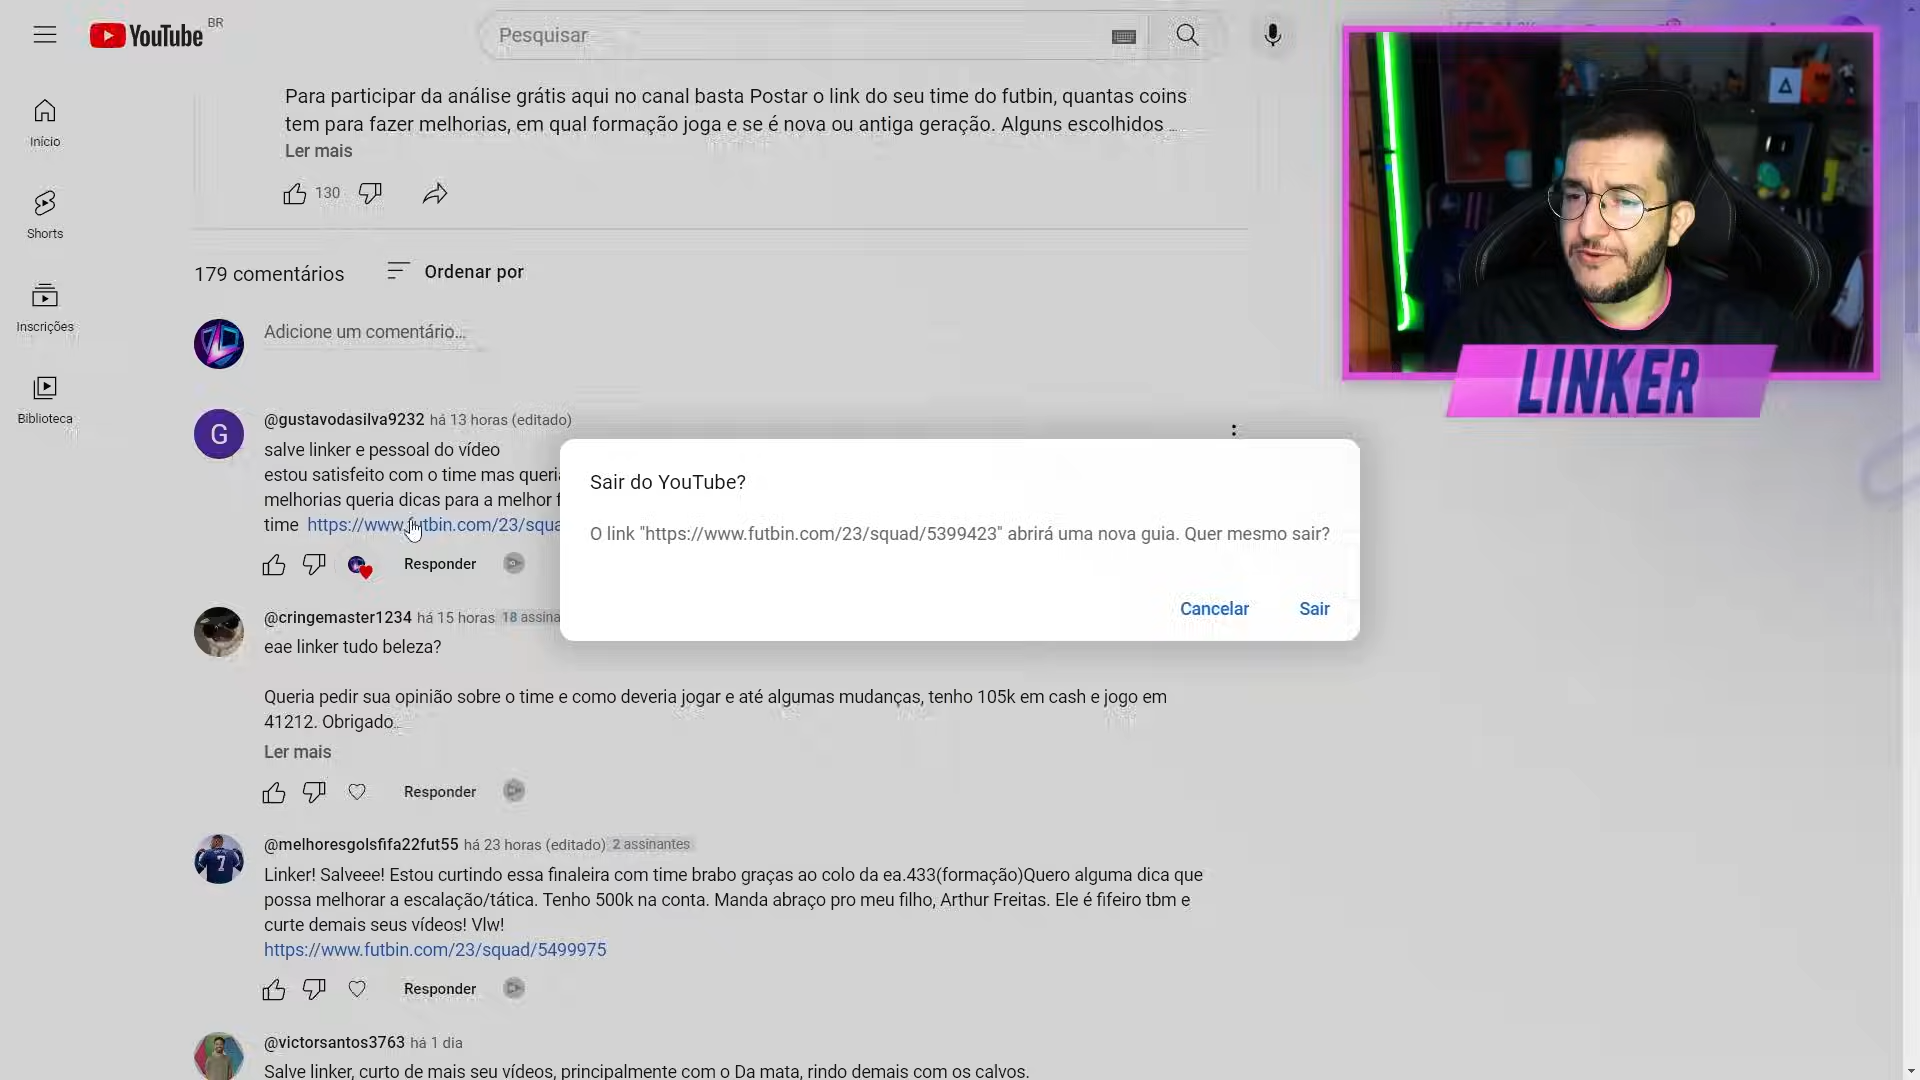 YouTube BR
Pesquisar
Início
Shorts
Inscrições
Biblioteca
Para participar da análise grátis aqui no canal basta Postar o link do seu time do futbin, quantas coins
tem para fazer melhorias, em qual formação joga e se é nova ou antiga geração. Alguns escolhidos ...
Ler mais
130
179 comentários
Ordenar por
Adicione um comentário...
@gustavodasilva9232 há 13 horas (editado)
salve linker e pessoal do vídeo
estou satisfeito com o time mas queria
melhorias queria dicas para a melhor f
time https://www.futbin.com/23/squa
Responder
Sair do YouTube?
O link "https://www.futbin.com/23/squad/5399423" abrirá uma nova guia. Quer mesmo sair?
Cancelar
Sair
@cringemaster1234 há 15 horas 18 assina
eae linker tudo beleza?
Queria pedir sua opinião sobre o time e como deveria jogar e até algumas mudanças, tenho 105k em cash e jogo em
41212. Obrigado...
Ler mais
Responder
@melhoresgolsfifa22fut55 há 23 horas (editado) 2 assinantes
Linker! Salveee! Estou curtindo essa finaleira com time brabo graças ao colo da ea.433(formação)Quero alguma dica que
possa melhorar a escalação/tática. Tenho 500k na conta. Manda abraço pro meu filho, Arthur Freitas. Ele é fifeiro tbm e
curte demais seus vídeos! Vlw!
https://www.futbin.com/23/squad/5499975
Responder
@victorsantos3763 há 1 dia
Salve linker, curto de mais seu vídeos, principalmente com o Da mata, rindo demais com os calvos.
LINKER
G
7